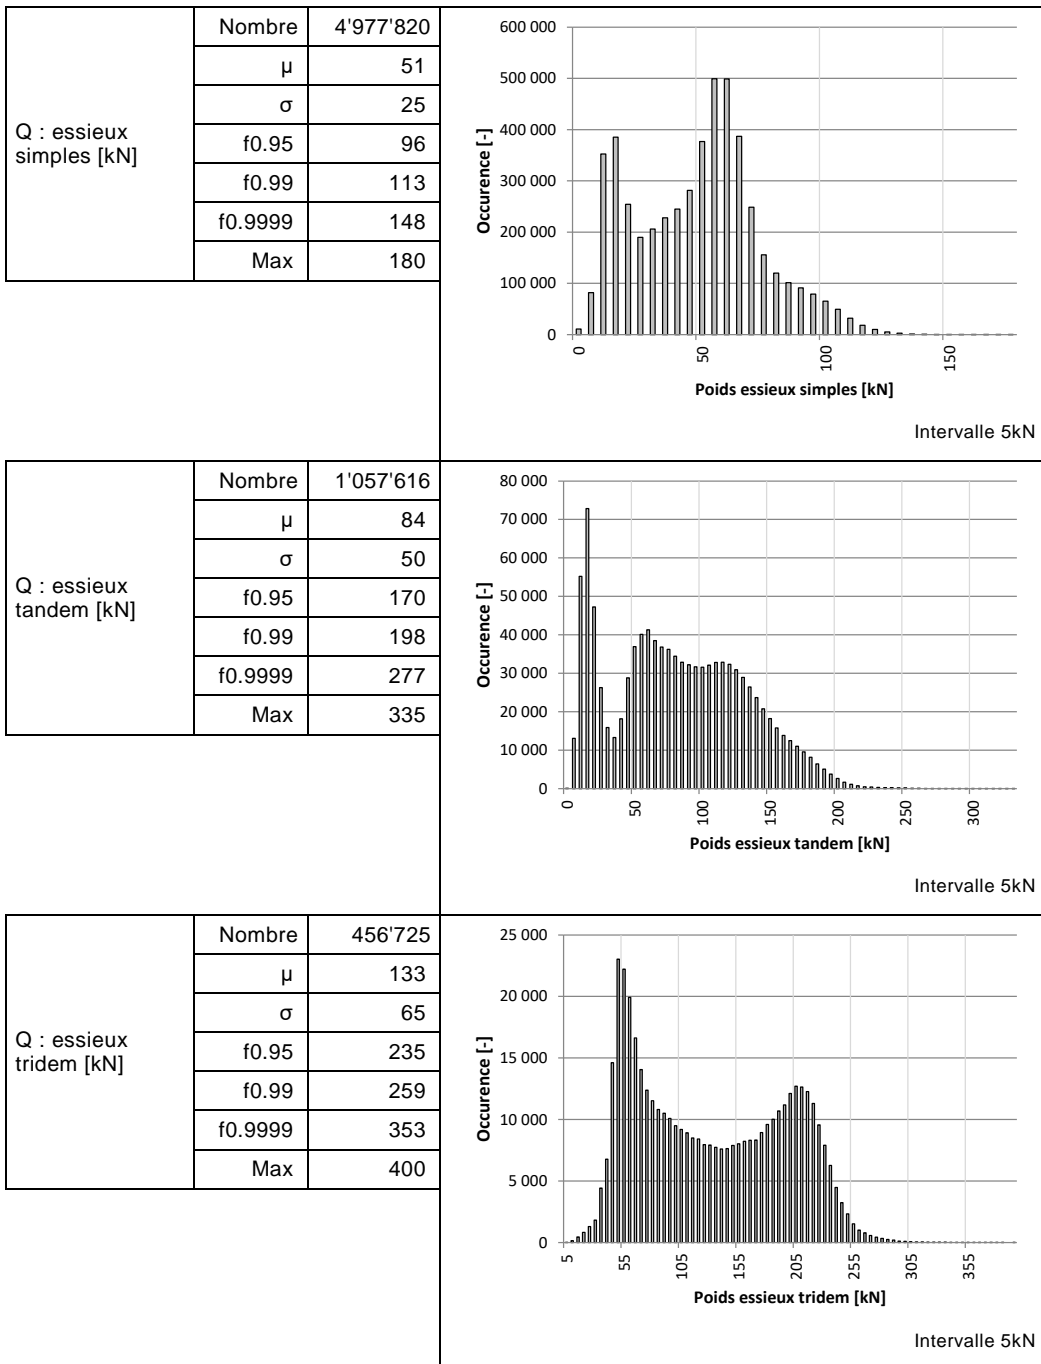 Q : essieux
simples [kN]
Nombre 4'977'820
µ 51
σ 25
f0.95 96
f0.99 113
f0.9999 148
Max 180
600 000
500 000
400 000
300 000
200 000
100 000
0
Occurence [-]
0 50 100 150
Poids essieux simples [kN]
Intervalle 5kN
Q : essieux
tandem [kN]
Nombre 1'057'616
µ 84
σ 50
f0.95 170
f0.99 198
f0.9999 277
Max 335
80 000
70 000
60 000
50 000
40 000
30 000
20 000
10 000
0
Occurence [-]
0 50 100 150 200 250 300
Poids essieux tandem [kN]
Intervalle 5kN
Q : essieux
tridem [kN]
Nombre 456'725
µ 133
σ 65
f0.95 235
f0.99 259
f0.9999 353
Max 400
25 000
20 000
15 000
10 000
5 000
0
Occurence [-]
5 55 105 155 205 255 305 355
Poids essieux tridem [kN]
Intervalle 5kN